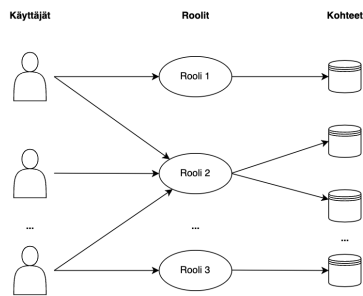 Käyttäjät Roolit Kohteet
Rooli 1
Rooli 2
... ... ...
Rooli 3